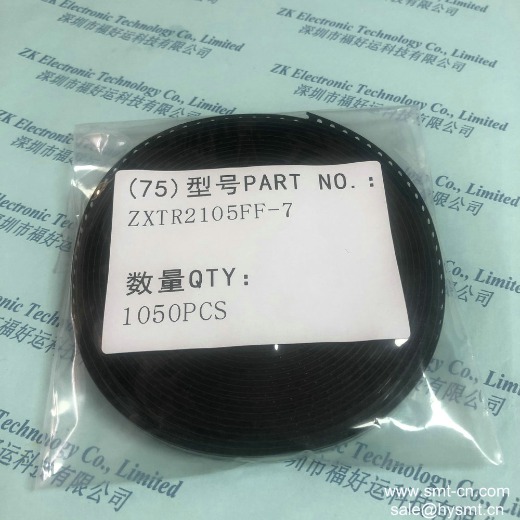 ZK Electronic Technology Co., Limited
深圳市福好运科技有限公司
(75)型号PART NO.:
ZXTR2105FF-7
数量QTY:
1050PCS
www.smt-cn.com
sale@hysmt.cn